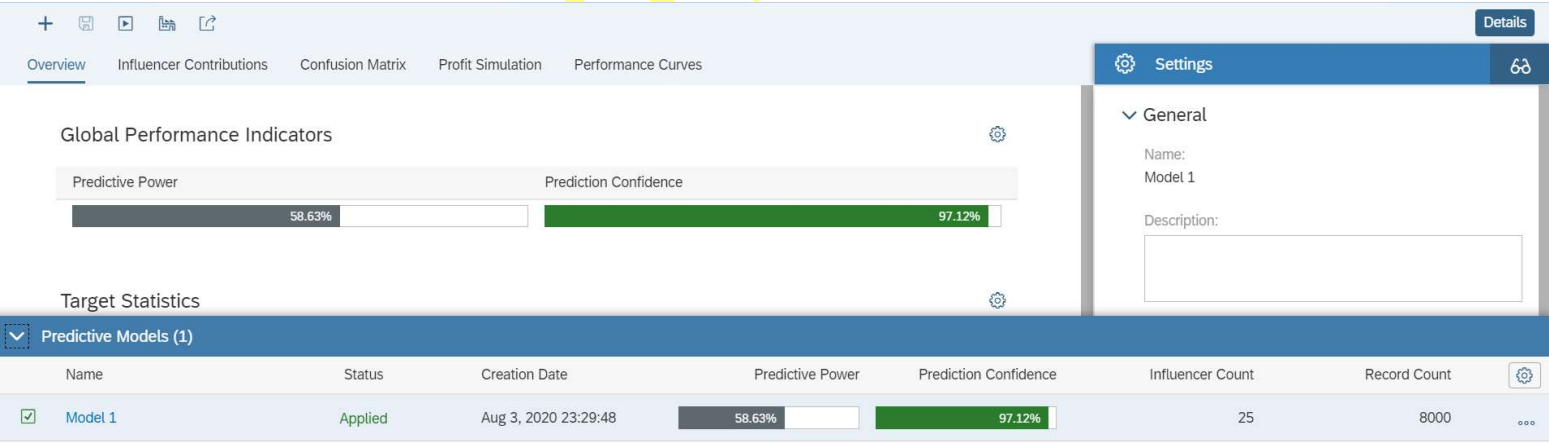 Details
Overview Influencer Contributions Confusion Matrix Profit Simulation Performance Curves
Settings
General
Global Performance Indicators
Name:
Model 1
Predictive Power Prediction Confidence
58.63% 97.12%
Description:
Target Statistics
Predictive Models (1)
Name Status Creation Date Predictive Power Prediction Confidence Influencer Count Record Count
Model 1 Applied Aug 3, 2020 23:29:48 58.63% 97.12% 25 8000